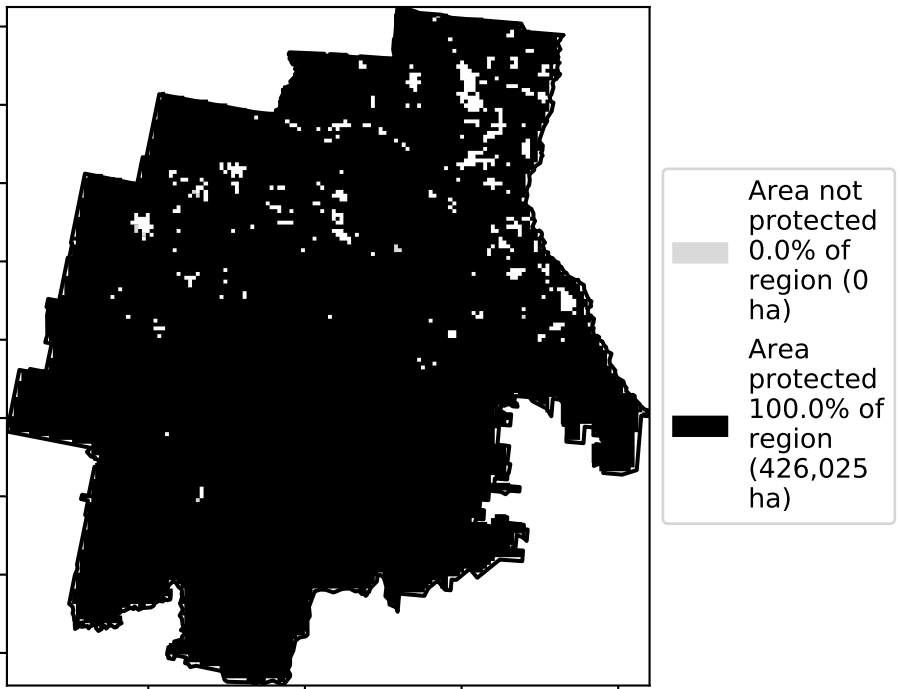 Area not
protected
0.0% of
region (0
ha)
Area
protected
100.0% of
region
(426,025
ha)